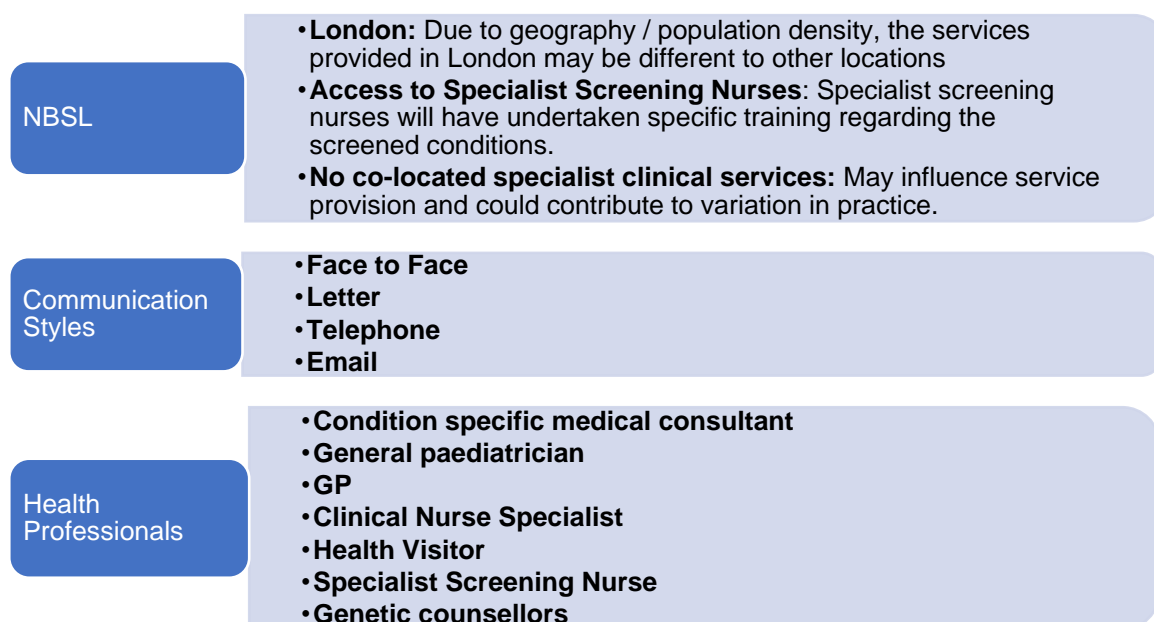 NBSL
•London: Due to geography / population density, the services
provided in London may be different to other locations
•Access to Specialist Screening Nurses: Specialist screening
nurses will have undertaken specific training regarding the
screened conditions.
•No co-located specialist clinical services: May influence service
provision and could contribute to variation in practice.
Communication
Styles
•Face to Face
•Letter
•Telephone
•Email
Health
Professionals
•Condition specific medical consultant
•General paediatrician
•GP
•Clinical Nurse Specialist
•Health Visitor
•Specialist Screening Nurse
•Genetic counsellors